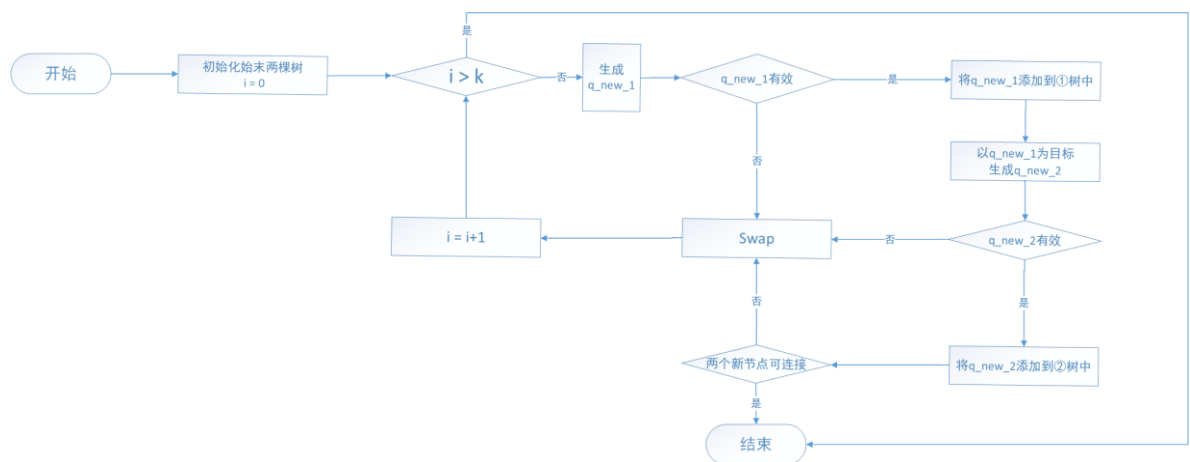 开始
初始化始末两棵树
i = 0
i > k
是
否
生成
q_new_1
q_new_1有效
是
将q_new_1添加到①树中
否
以q_new_1为目标
生成q_new_2
i = i+1
Swap
否
q_new_2有效
否
是
两个新节点可连接
将q_new_2添加到②树中
是
结束